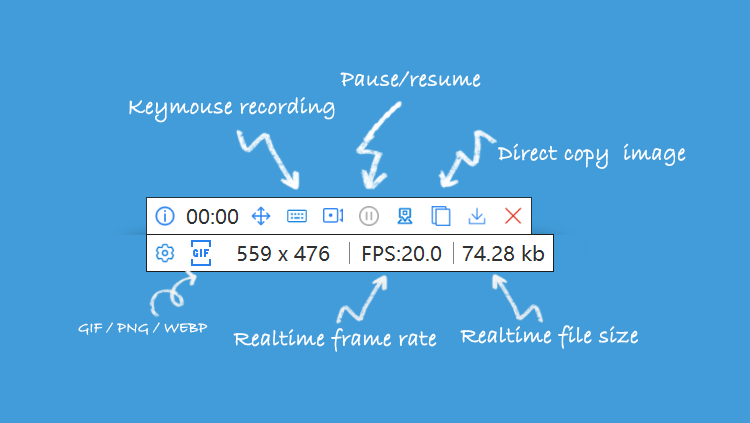 Pause/resume
Keymouse recording
Direct copy image
00:00
GIF 559 x 476 FPS:20.0 74.28 kb
GIF / PNG / WEBP
Realtime frame rate
Realtime file size